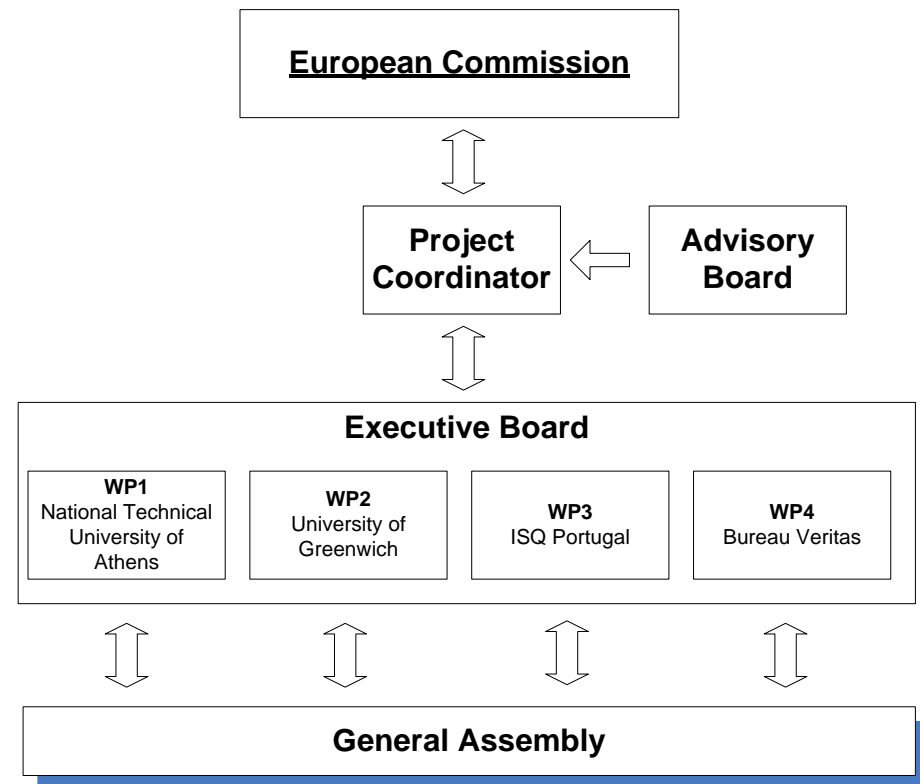 European Commission
Project
Coordinator
Advisory
Board
Executive Board
WP1
National Technical
University of
Athens
WP2
University of
Greenwich
WP3
ISQ Portugal
WP4
Bureau Veritas
General Assembly